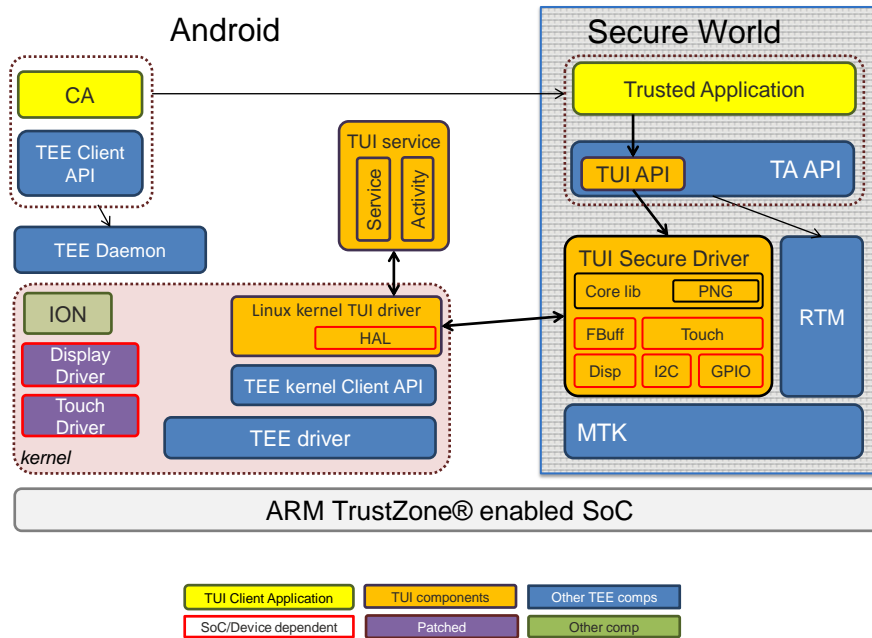 Android
Secure World
CA
TEE Client
API
TEE Daemon
TUI service
Service
Activity
Trusted Application
TUI API
TA API
ION
Display
Driver
Touch
Driver
kernel
Linux kernel TUI driver
HAL
TEE kernel Client API
TEE driver
TUI Secure Driver
Core lib
PNG
FBuff
Touch
Disp
I2C
GPIO
RTM
MTK
ARM TrustZone® enabled SoC
TUI Client Application
TUI components
Other TEE comps
SoC/Device dependent
Patched
Other comp